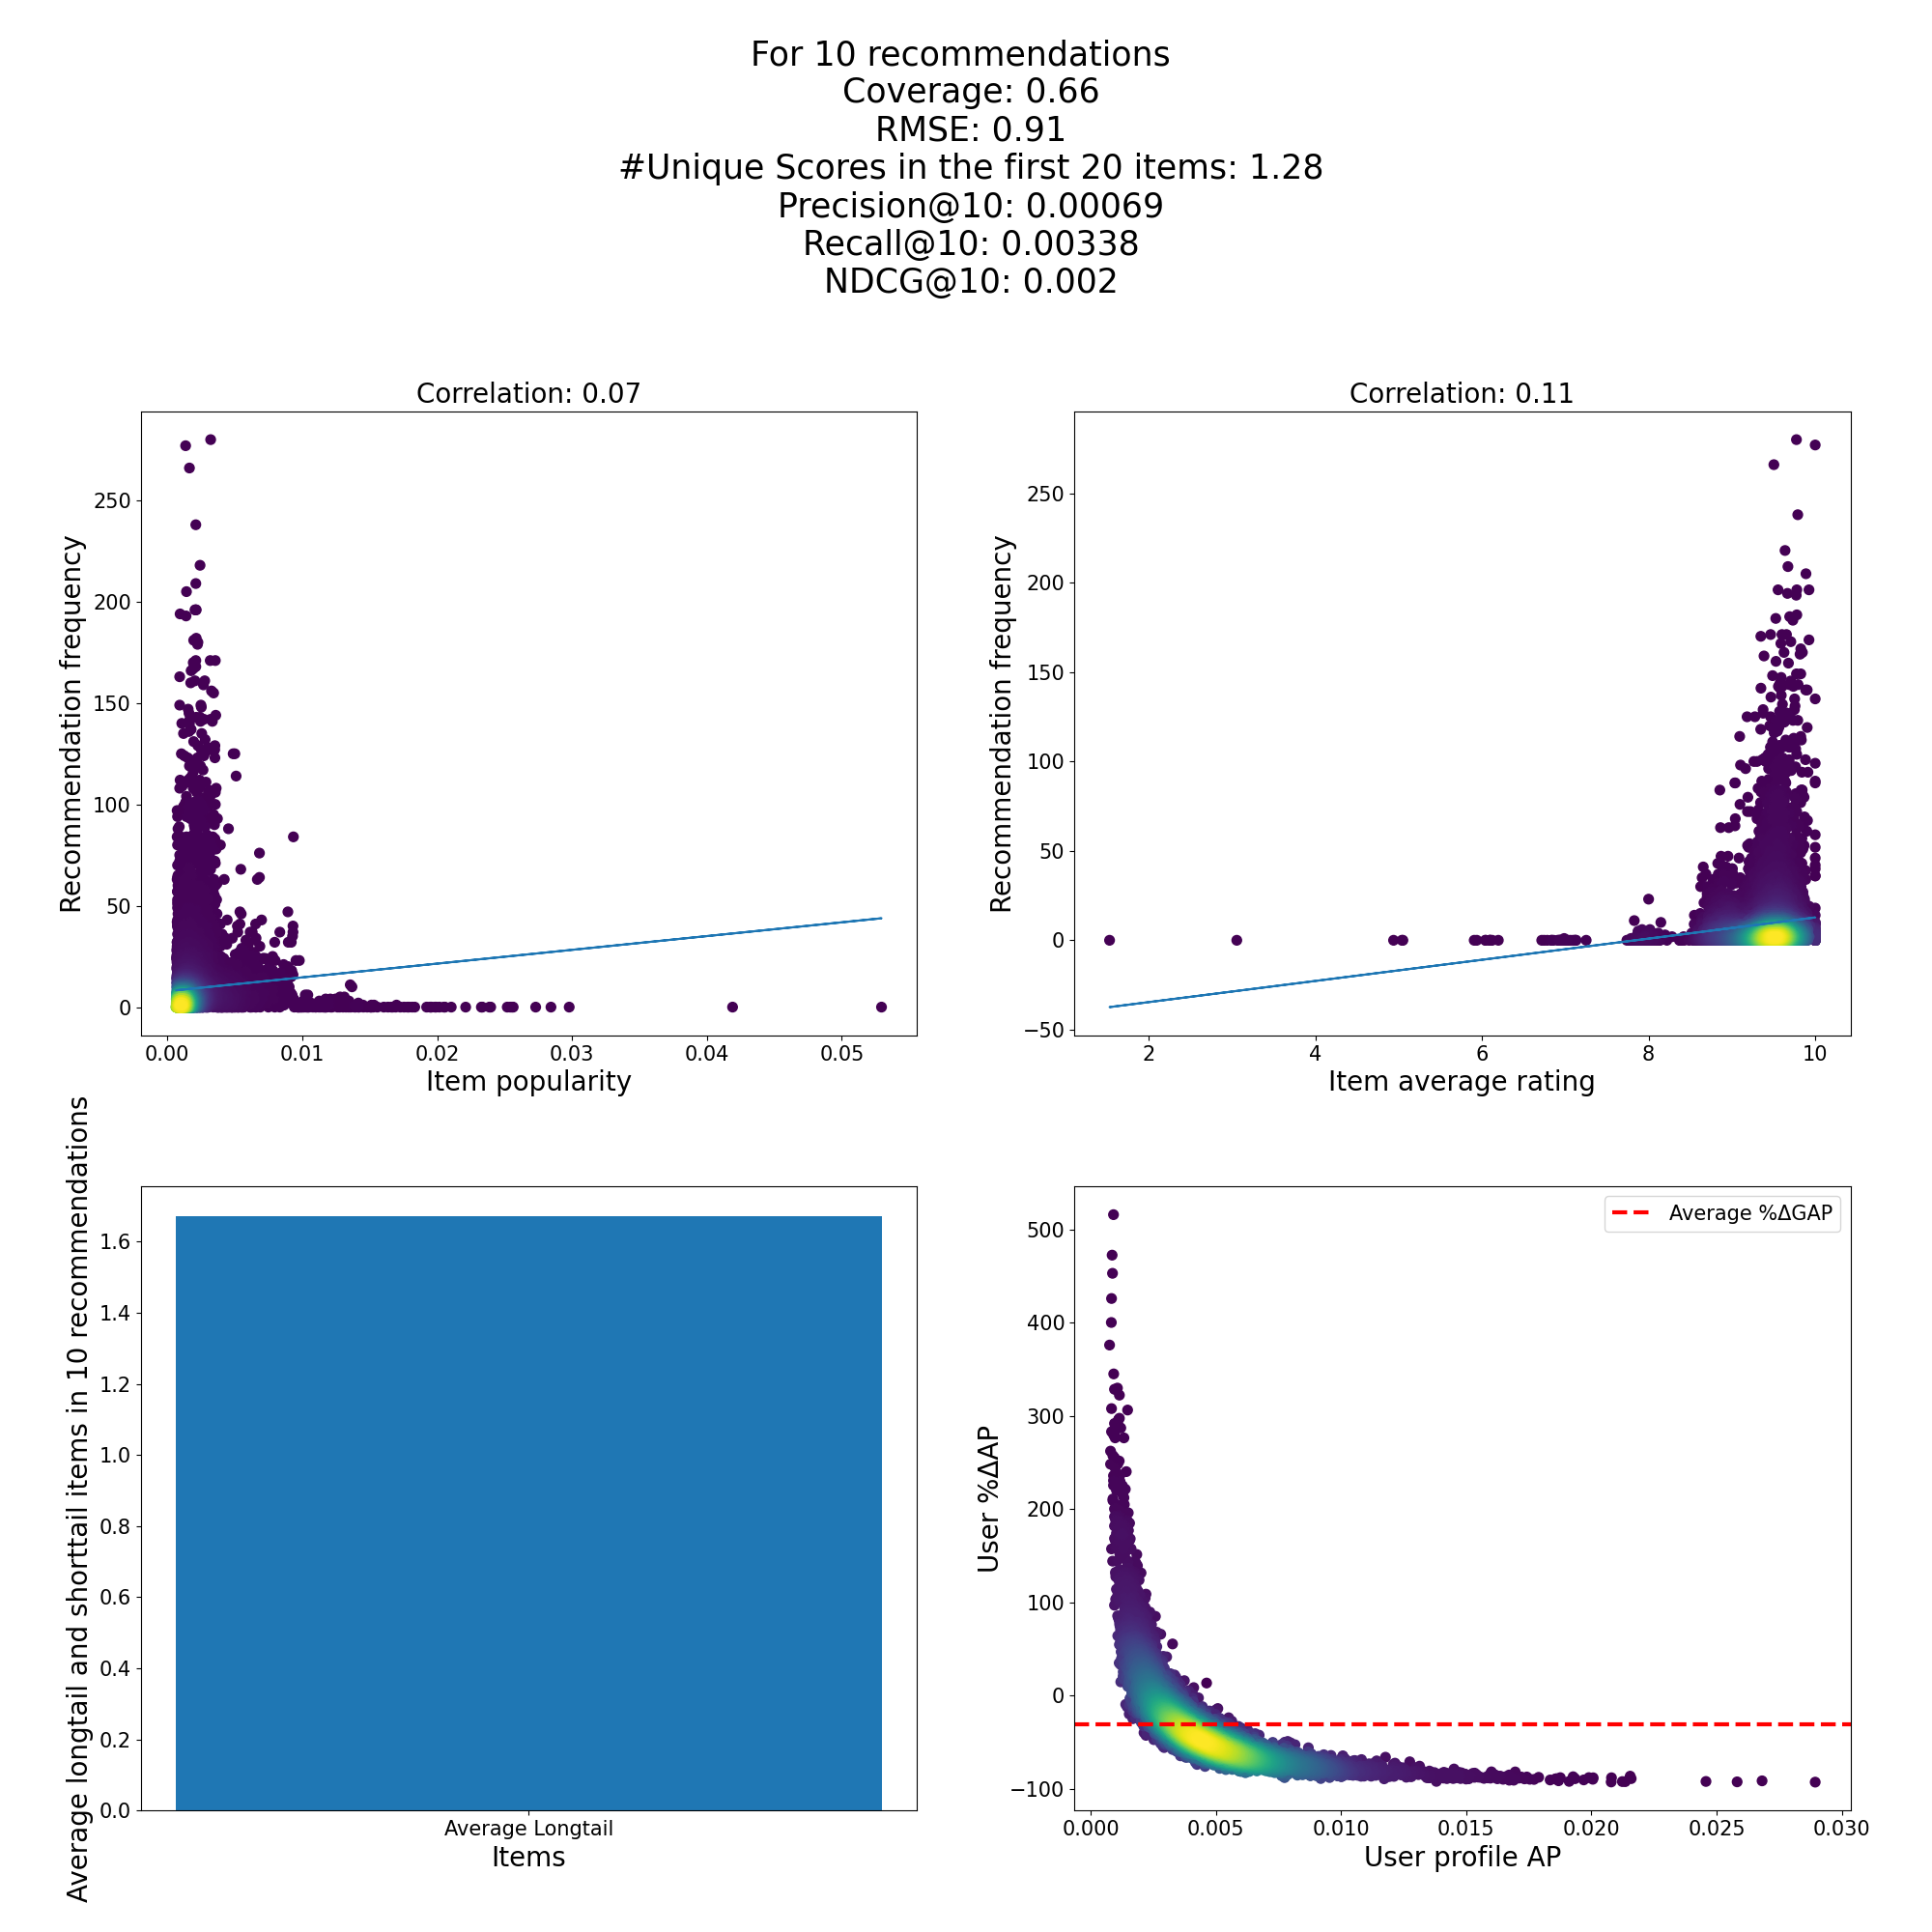 For 10 recommendations
Coverage: 0.66
RMSE: 0.91
#Unique Scores in the first 20 items: 1.28
Precision@10: 0.00069
Recall@10: 0.00338
NDCG@10: 0.002
Correlation: 0.07
Recommendation frequency
250
200
150
100
50
0
0.00 0.01 0.02 0.03 0.04 0.05
Item popularity
Correlation: 0.11
Recommendation frequency
250
200
150
100
50
0
−50
2 4 6 8 10
Item average rating
Average longtail and shorttail items in 10 recommendations
1.6
1.4
1.2
1.0
0.8
0.6
0.4
0.2
0.0
Average Longtail
Items
Average %ΔGAP
User %ΔAP
500
400
300
200
100
0
−100
0.000 0.005 0.010 0.015 0.020 0.025 0.030
User profile AP